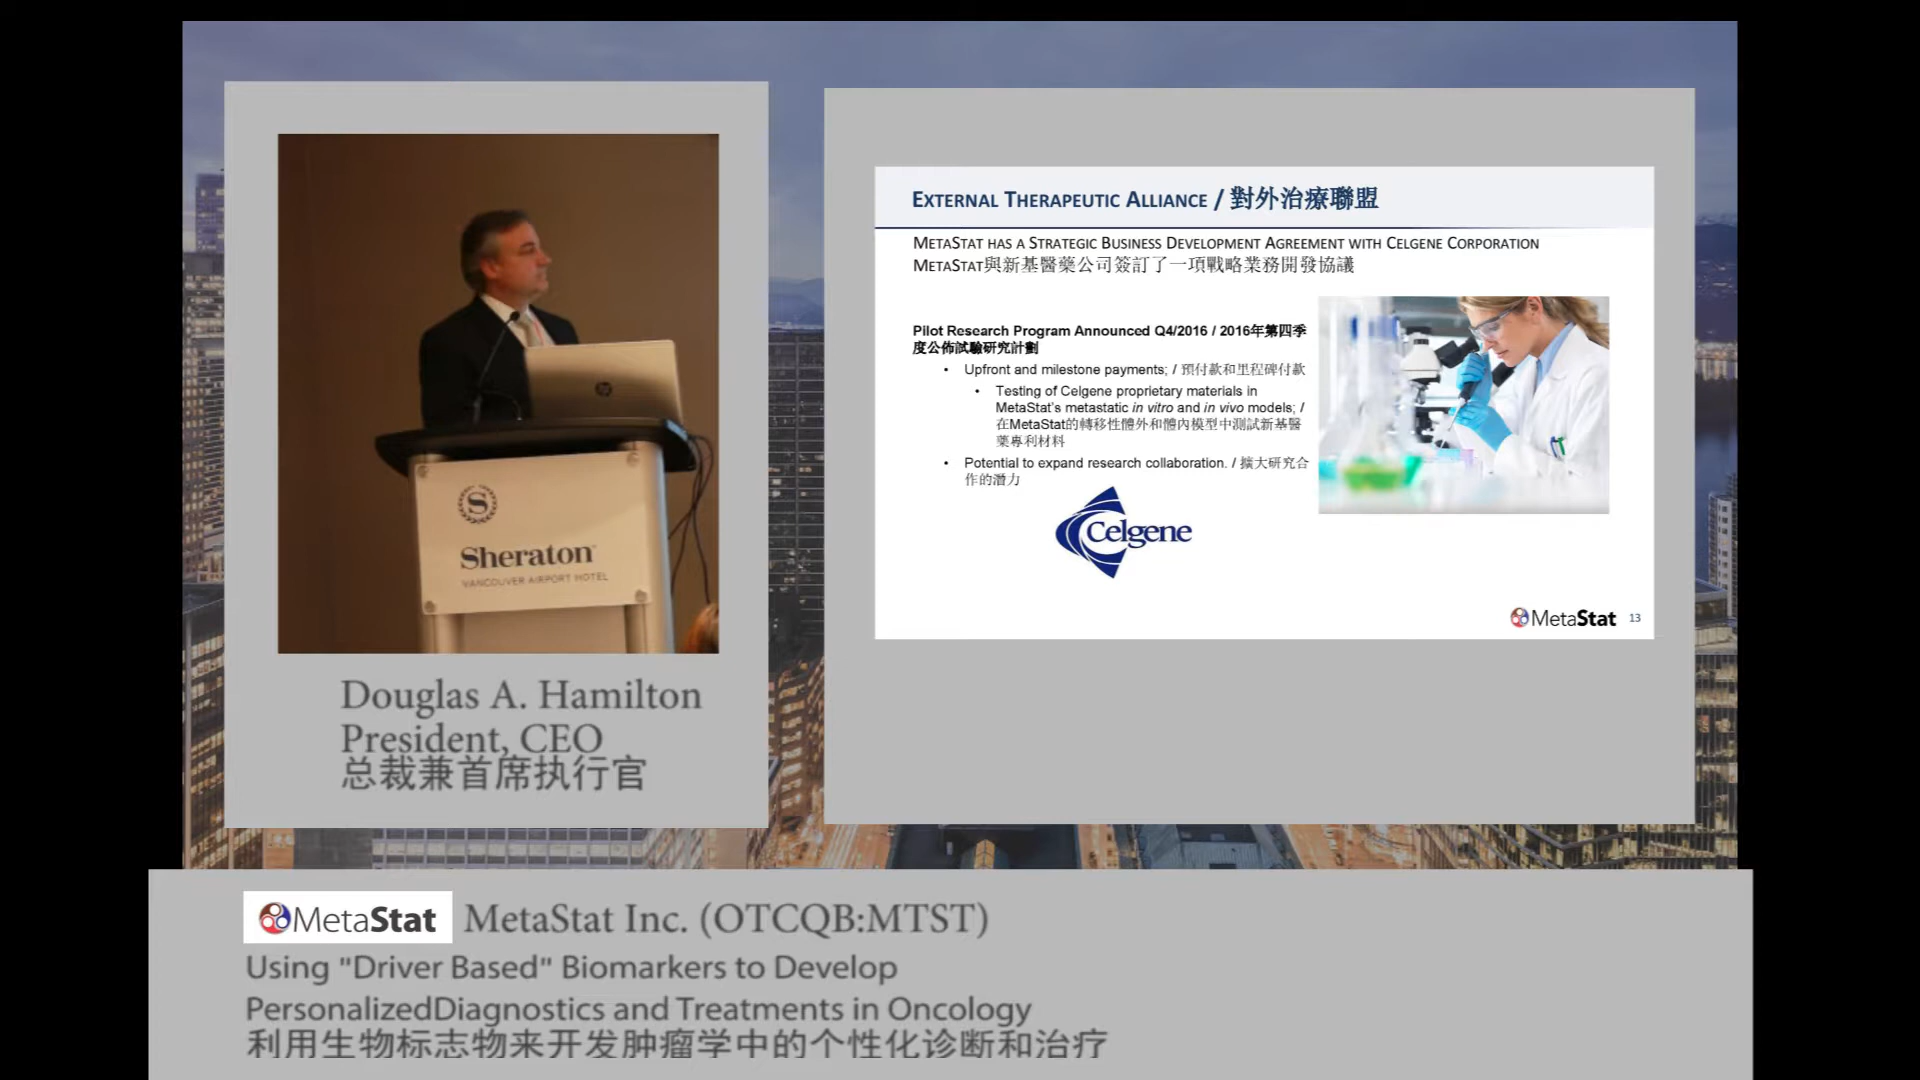 S
Sheraton
VANCOUVER AIRPORT HOTEL
Douglas A. Hamilton
President, CEO
总裁兼首席执行官
EXTERNAL THERAPEUTIC ALLIANCE / 對外治療聯盟
METASTAT HAS A STRATEGIC BUSINESS DEVELOPMENT AGREEMENT WITH CELGENE CORPORATION
METASTAT與新基醫藥公司簽訂了一項戰略業務開發協議
Pilot Research Program Announced Q4/2016 / 2016年第四季
度公佈試驗研究計劃
• Upfront and milestone payments; / 預付款和里程碑付款
• Testing of Celgene proprietary materials in
MetaStat's metastatic in vitro and in vivo models; /
在MetaStat的轉移性體外和體內模型中測試新基醫
藥專利材料
• Potential to expand research collaboration. / 擴大研究合
作的潛力
Celgene
MetaStat 13
MetaStat MetaStat Inc. (OTCQB:MTST)
Using "Driver Based" Biomarkers to Develop
PersonalizedDiagnostics and Treatments in Oncology
利用生物标志物来开发肿瘤学中的个性化诊断和治疗